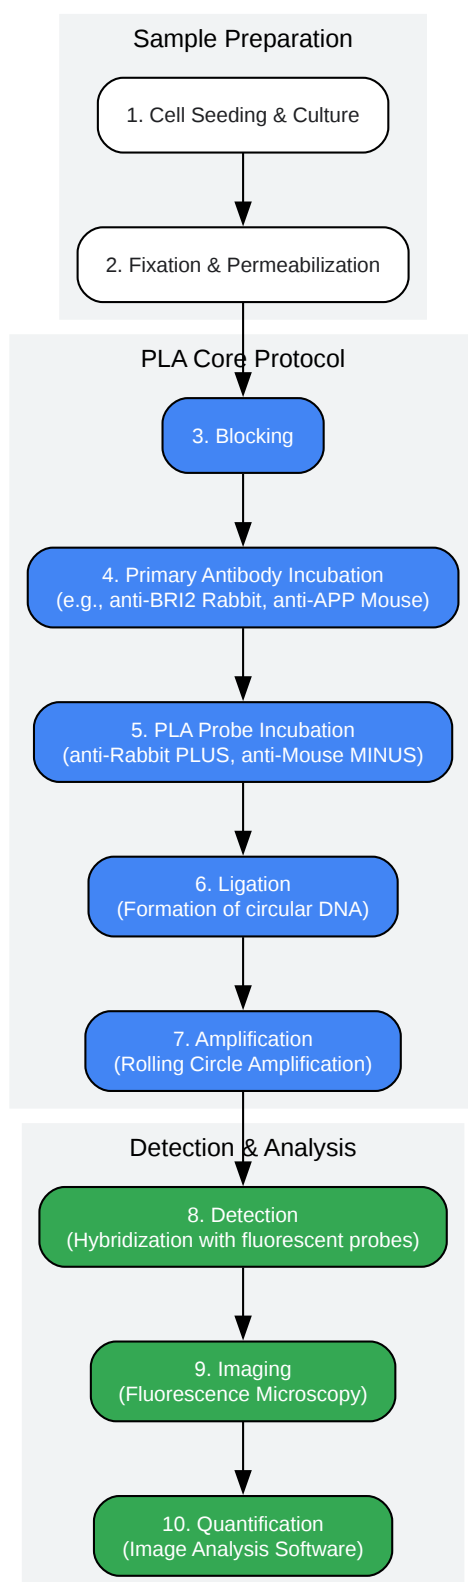 Sample Preparation
1. Cell Seeding & Culture
2. Fixation & Permeabilization
PLA Core Protocol
3. Blocking
4. Primary Antibody Incubation
(e.g., anti-BRI2 Rabbit, anti-APP Mouse)
5. PLA Probe Incubation
(anti-Rabbit PLUS, anti-Mouse MINUS)
6. Ligation
(Formation of circular DNA)
7. Amplification
(Rolling Circle Amplification)
Detection & Analysis
8. Detection
(Hybridization with fluorescent probes)
9. Imaging
(Fluorescence Microscopy)
10. Quantification
(Image Analysis Software)